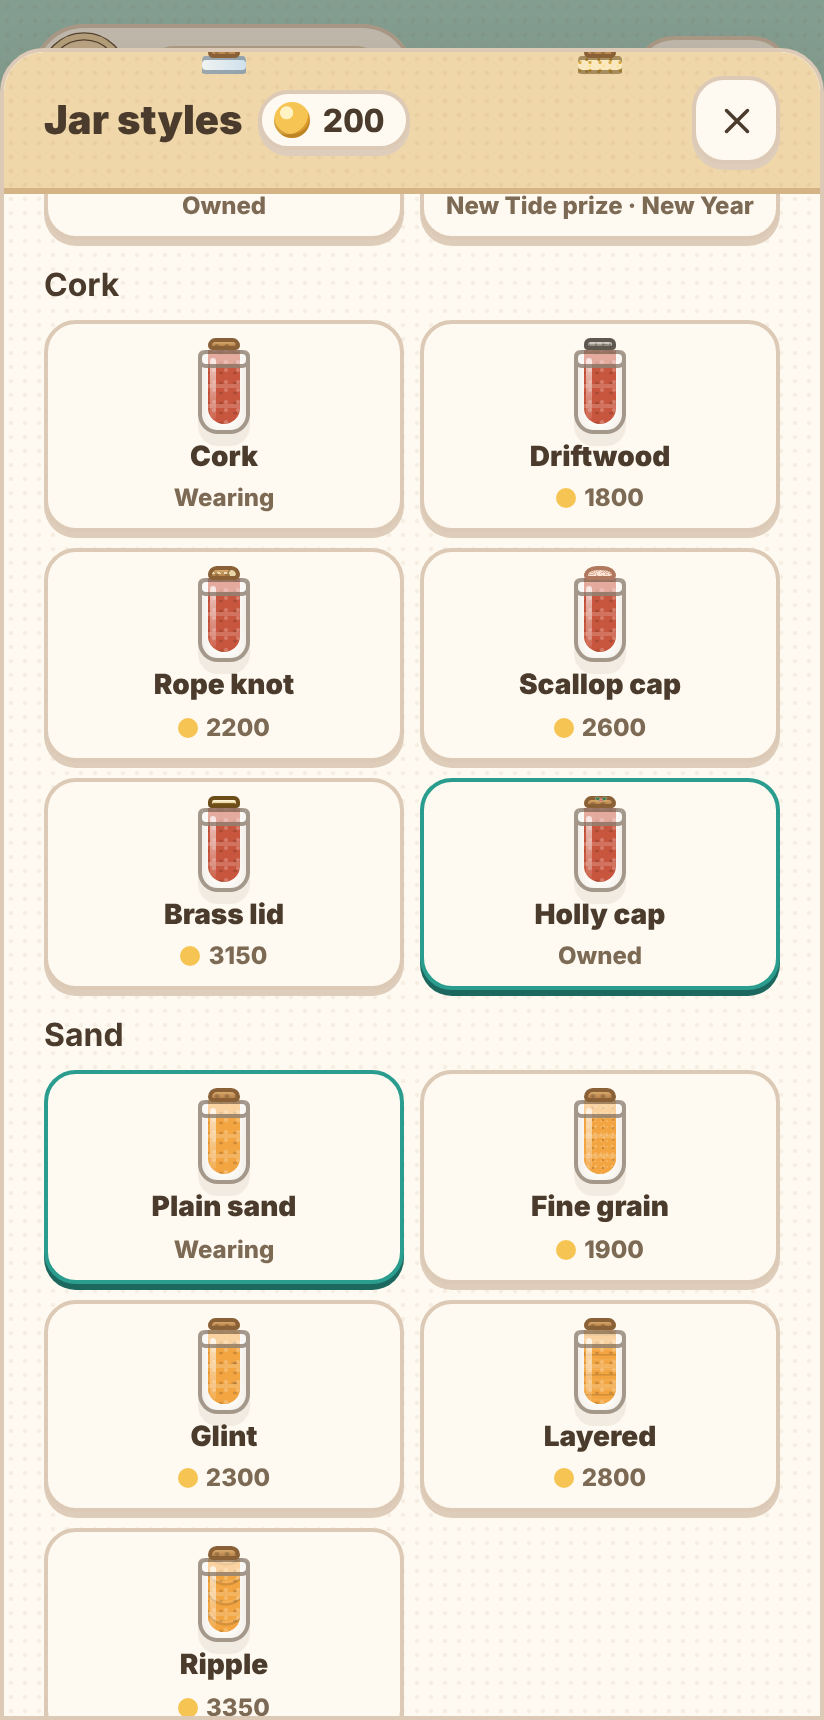 Jar styles
200
Owned
New Tide prize · New Year
Cork
Cork
Wearing
Driftwood
1800
Rope knot
2200
Scallop cap
2600
Brass lid
3150
Holly cap
Owned
Sand
Plain sand
Wearing
Fine grain
1900
Glint
2300
Layered
2800
Ripple
3350